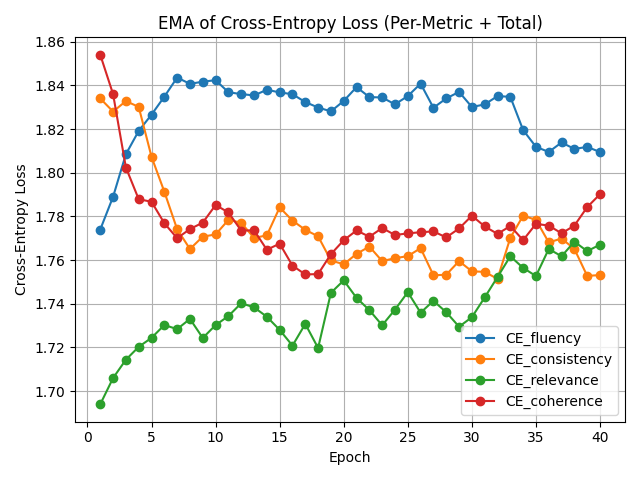 EMA of Cross-Entropy Loss (Per-Metric + Total)
1.86
1.84
1.82
1.80
1.78
1.76
1.74
1.72
1.70
Cross-Entropy Loss
CE_fluency
CE_consistency
CE_relevance
CE_coherence
0 5 10 15 20 25 30 35 40
Epoch